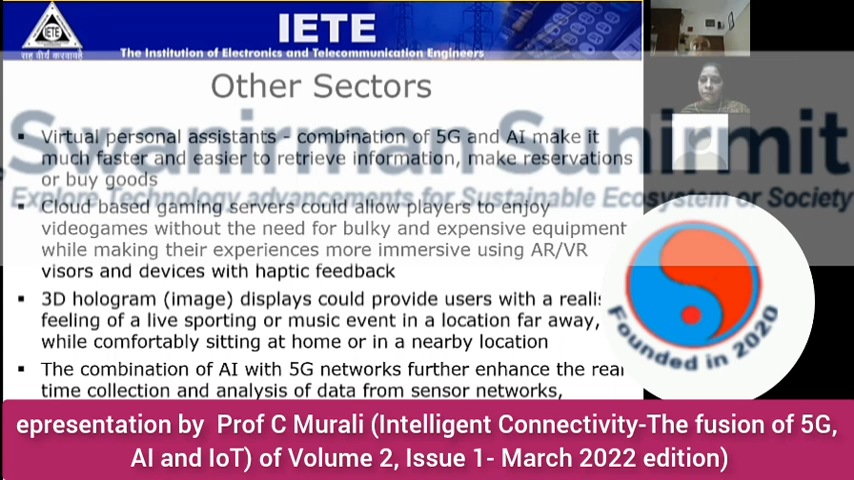 IETE
IETE
सह वीर्यं करवावहै
The Institution of Electronics and Telecommunication Engineers
Other Sectors
▪ Virtual personal assistants - combination of 5G and AI make it
much faster and easier to retrieve information, make reservations
or buy goods
▪ Cloud based gaming servers could allow players to enjoy
videogames without the need for bulky and expensive equipment
while making their experiences more immersive using AR/VR
visors and devices with haptic feedback
▪ 3D hologram (image) displays could provide users with a realis
feeling of a live sporting or music event in a location far away,
while comfortably sitting at home or in a nearby location
▪ The combination of AI with 5G networks further enhance the real
time collection and analysis of data from sensor networks,
Swanirman Sunirmit
Explore Technology advancements for Sustainable Ecosystem or Society
Founded in 2020
epresentation by Prof C Murali (Intelligent Connectivity-The fusion of 5G,
AI and IoT) of Volume 2, Issue 1- March 2022 edition)